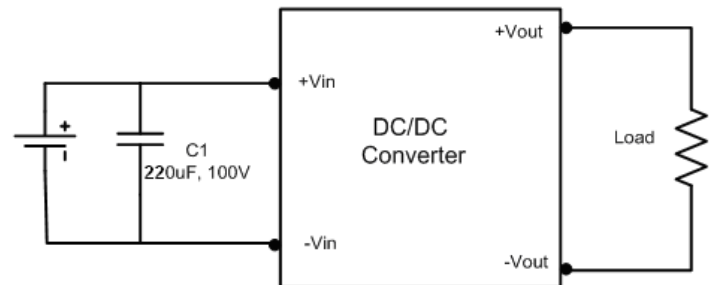 +Vout
+Vin
+
DC/DC
Converter
Load
C1
220uF, 100V
-Vin
-Vout